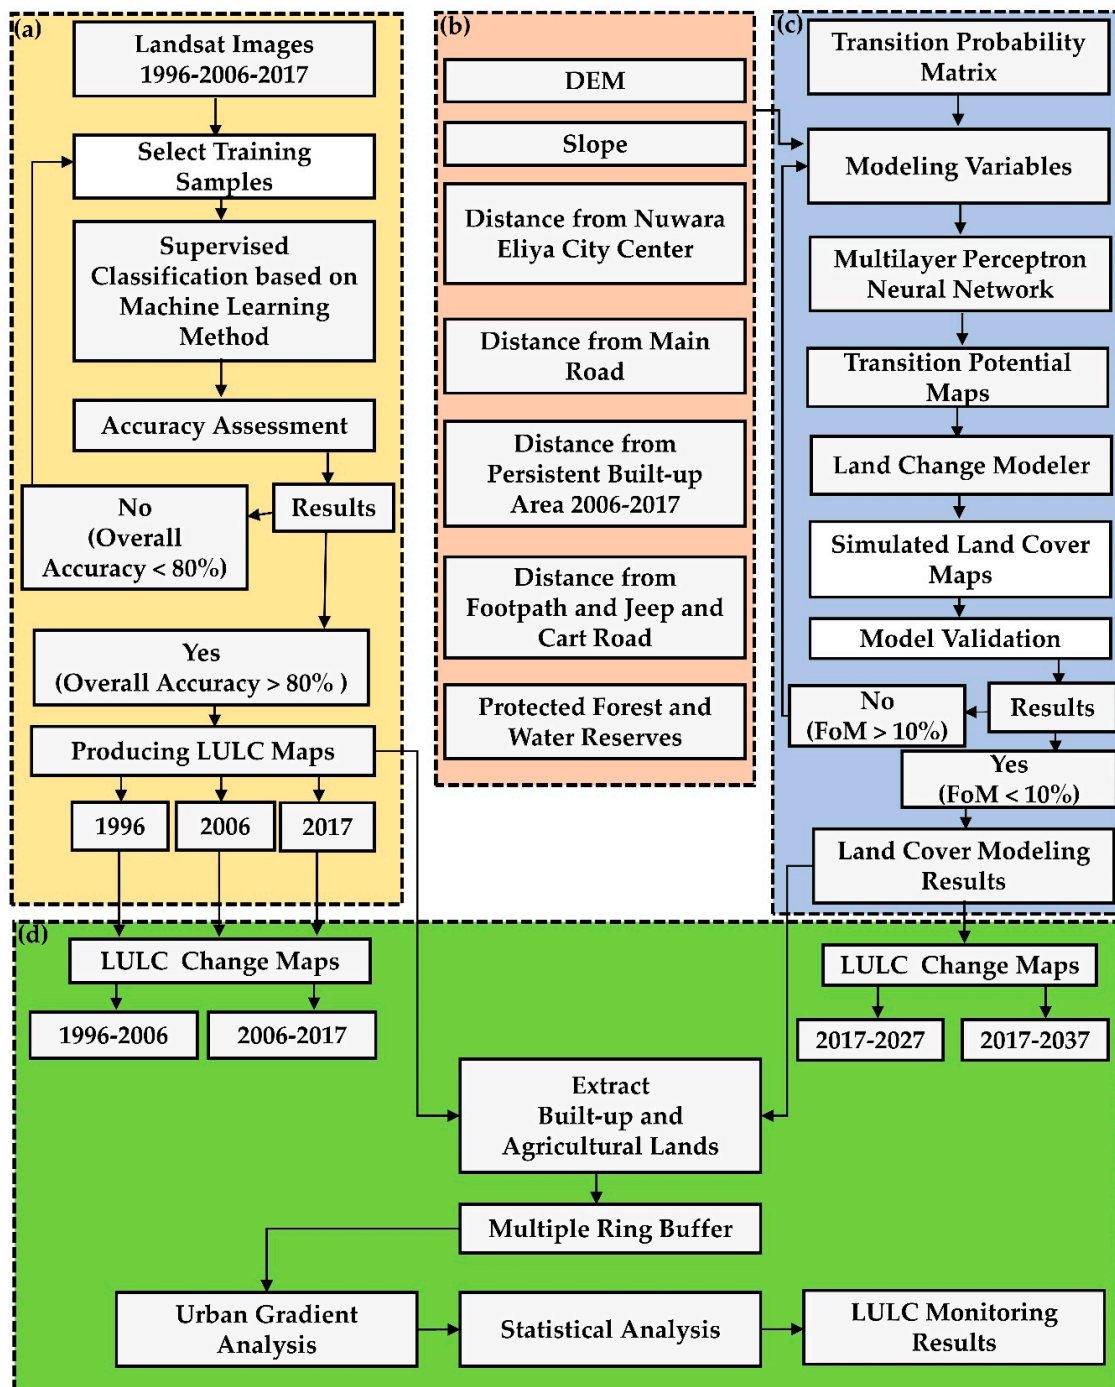 (a)
Landsat Images
1996-2006-2017
Select Training
Samples
Supervised
Classification based on
Machine Learning
Method
Accuracy Assessment
Results
No
(Overall
Accuracy < 80%)
Yes
(Overall Accuracy > 80% )
Producing LULC Maps
1996
2006
2017
(b)
DEM
Slope
Distance from Nuwara
Eliya City Center
Distance from Main
Road
Distance from
Persistent Built-up
Area 2006-2017
Distance from
Footpath and Jeep and
Cart Road
Protected Forest and
Water Reserves
(c)
Transition Probability
Matrix
Modeling Variables
Multilayer Perceptron
Neural Network
Transition Potential
Maps
Land Change Modeler
Simulated Land Cover
Maps
Model Validation
Results
No
(FoM > 10%)
Yes
(FoM < 10%)
Land Cover Modeling
Results
(d)
LULC Change Maps
1996-2006
2006-2017
LULC Change Maps
2017-2027
2017-2037
Extract
Built-up and
Agricultural Lands
Multiple Ring Buffer
Urban Gradient
Analysis
Statistical Analysis
LULC Monitoring
Results